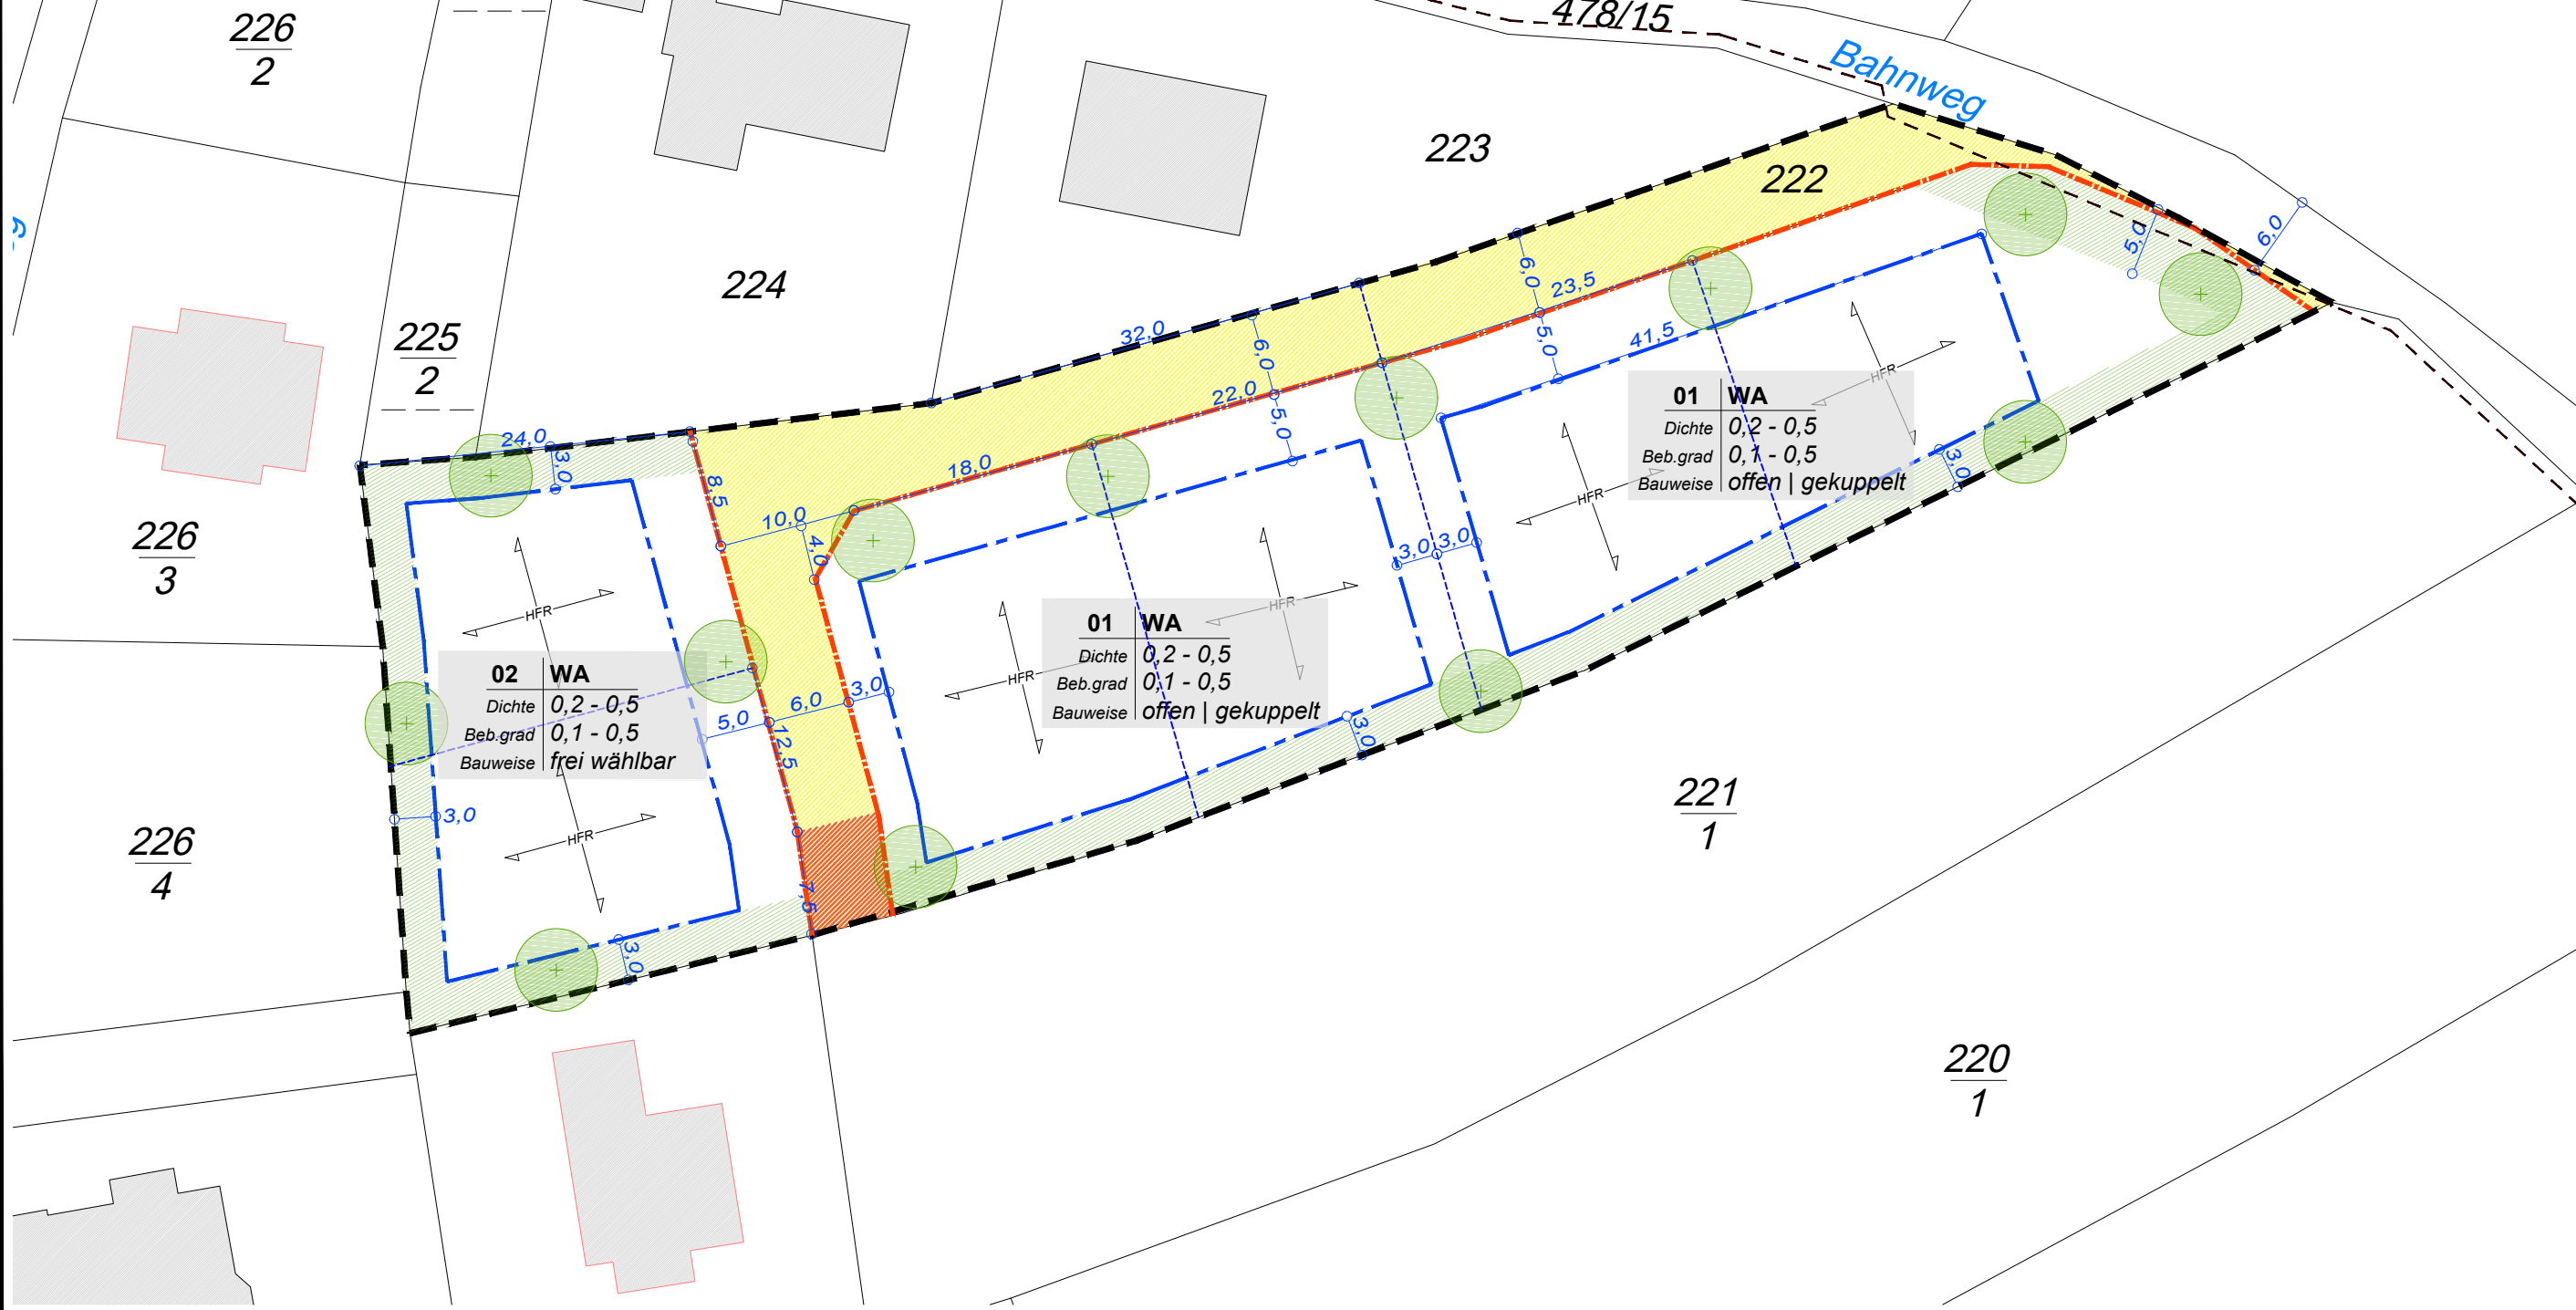 226
2
478/15
Bahnweg
223
222
224
225
2
226
3
226
4
221
1
220
1
24,0
3,0
32,0
6,0
6,0
23,5
5,0
41,5
22,0
5,0
18,0
8,5
10,0
4,0
5,0
6,0
3,0
3,0
3,0
3,0
HFR
HFR
HFR
HFR
HFR
HFR
01 WA
Dichte 0,2 - 0,5
Beb.grad 0,1 - 0,5
Bauweise offen | gekuppelt
01 WA
Dichte 0,2 - 0,5
Beb.grad 0,1 - 0,5
Bauweise offen | gekuppelt
02 WA
Dichte 0,2 - 0,5
Beb.grad 0,1 - 0,5
Bauweise frei wählbar
5,0
6,0
3,0
12,5
3,0
7,5
3,0